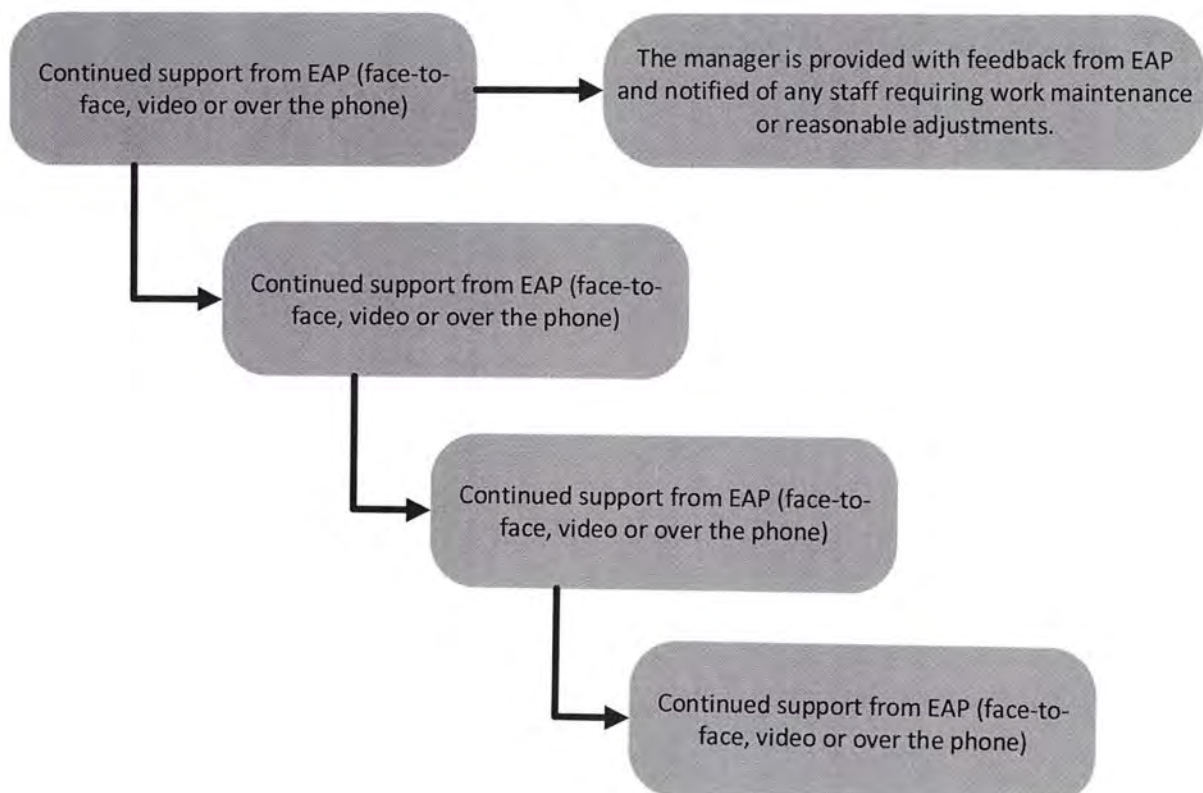 Continued support from EAP (face-to-
face, video or over the phone)
The manager is provided with feedback from EAP
and notified of any staff requiring work maintenance
or reasonable adjustments.
Continued support from EAP (face-to-
face, video or over the phone)
Continued support from EAP (face-to-
face, video or over the phone)
Continued support from EAP (face-to-
face, video or over the phone)